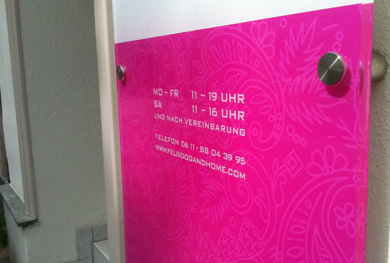 MO – FR 11 – 19 UHR
SA 11 – 16 UHR
UND NACH VEREINBARUNG
TELEFON 06 11 - 88 04 39 95
WWW.FELIXDOGANDHOME.COM